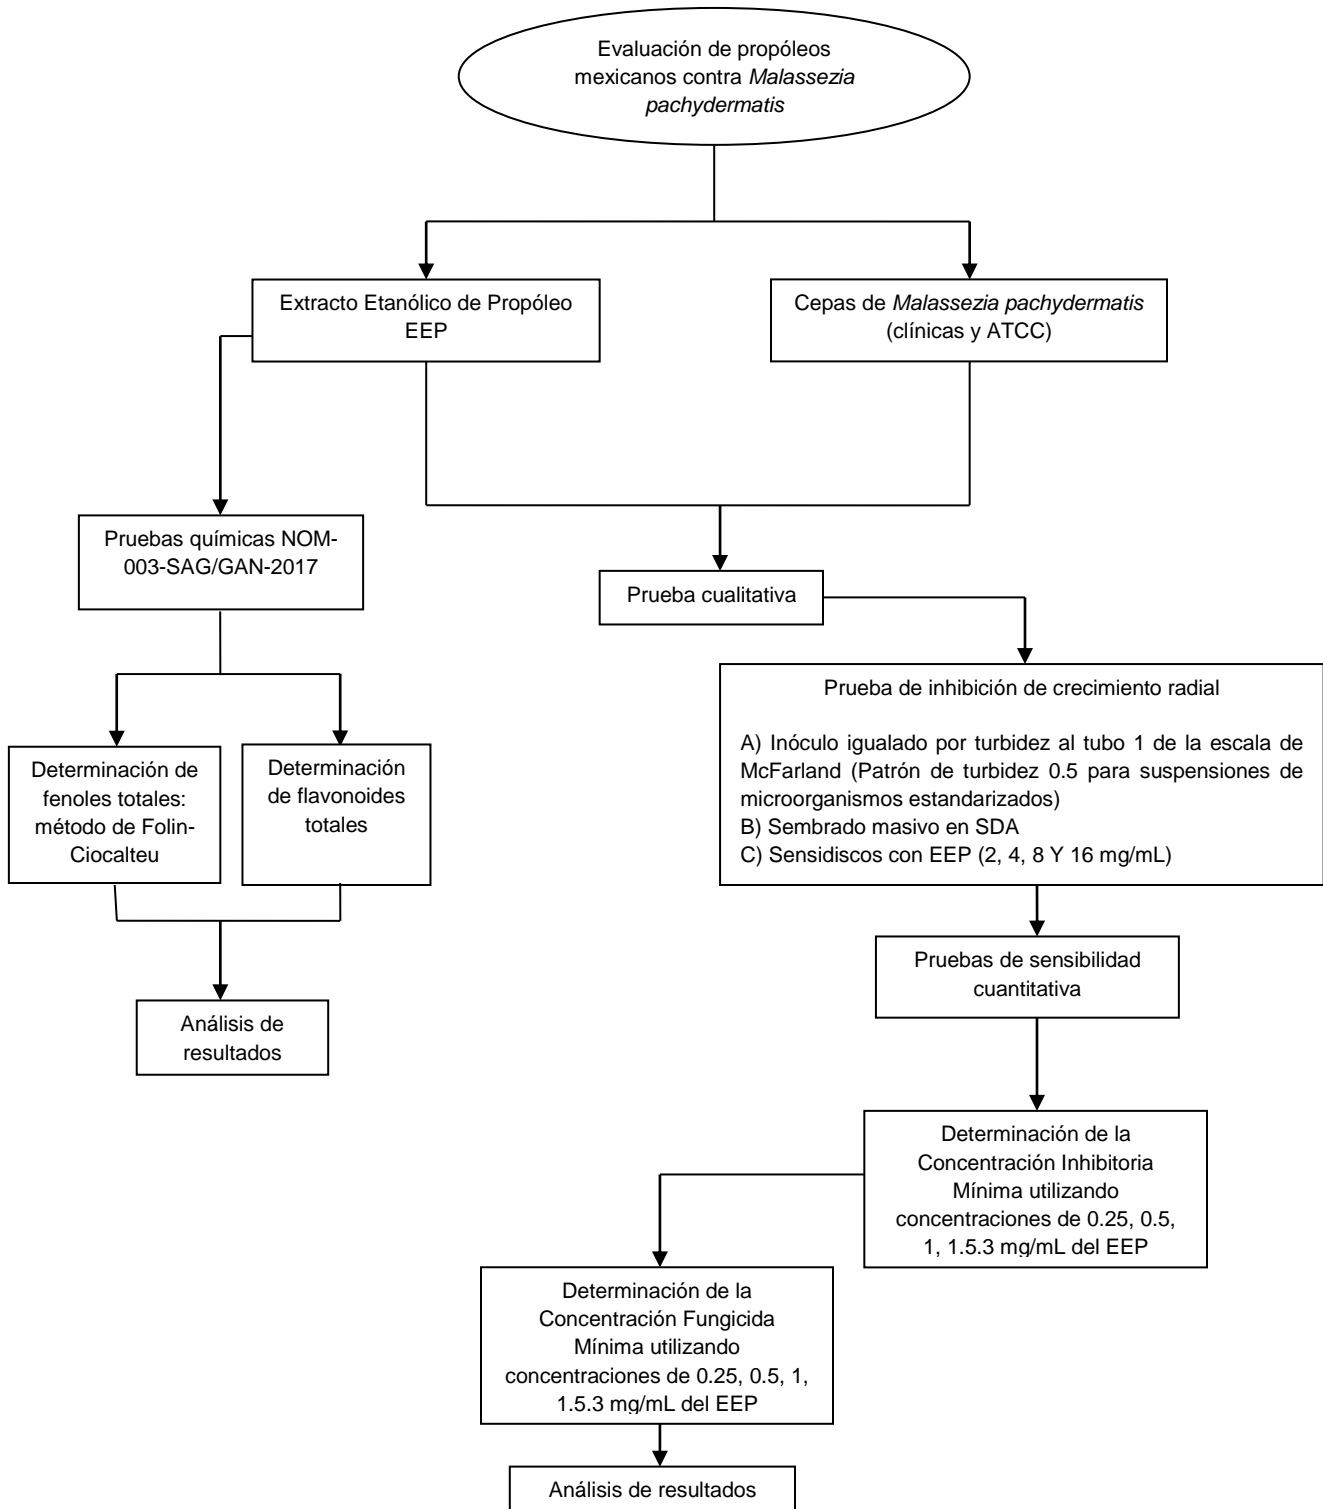 Evaluación de propóleos
mexicanos contra Malassezia
pachydermatis
Extracto Etanólico de Propóleo
EEP
Cepas de Malassezia pachydermatis
(clínicas y ATCC)
Pruebas químicas NOM-
003-SAG/GAN-2017
Prueba cualitativa
Determinación de
fenoles totales:
método de Folin-
Ciocalteu
Determinación
de flavonoides
totales
Prueba de inhibición de crecimiento radial
A) Inóculo igualado por turbidez al tubo 1 de la escala de
McFarland (Patrón de turbidez 0.5 para suspensiones de
microorganismos estandarizados)
B) Sembrado masivo en SDA
C) Sensidiscos con EEP (2, 4, 8 Y 16 mg/mL)
Pruebas de sensibilidad
cuantitativa
Análisis de
resultados
Determinación de la
Concentración Inhibitoria
Mínima utilizando
concentraciones de 0.25, 0.5,
1, 1.5.3 mg/mL del EEP
Determinación de la
Concentración Fungicida
Mínima utilizando
concentraciones de 0.25, 0.5, 1,
1.5.3 mg/mL del EEP
Análisis de resultados